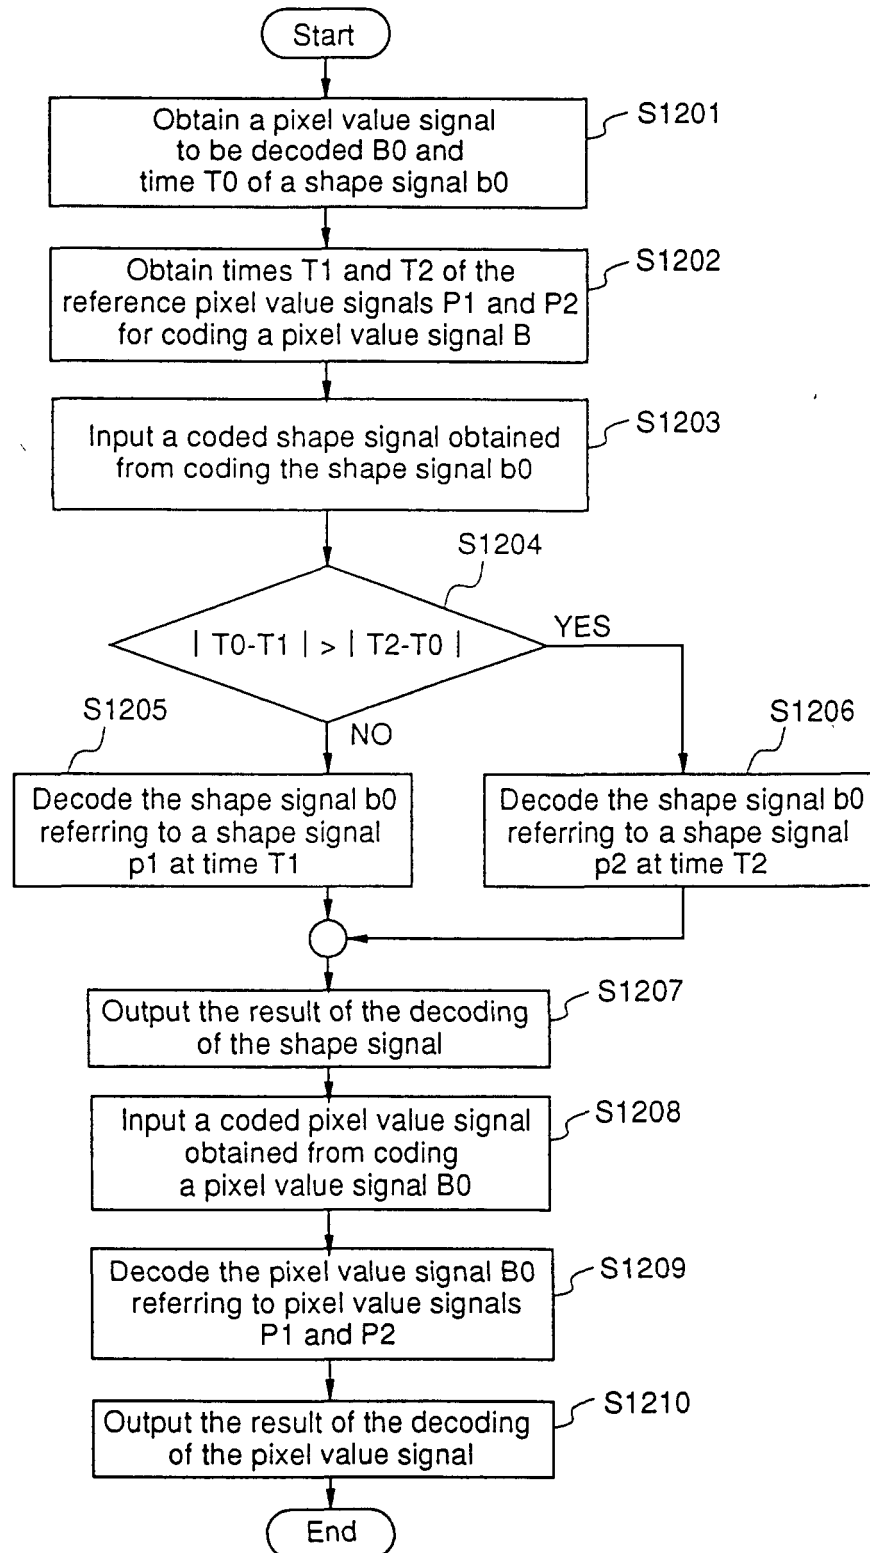 Start
Obtain a pixel value signal
to be decoded B0 and
time T0 of a shape signal b0
S1201
Obtain times T1 and T2 of the
reference pixel value signals P1 and P2
for coding a pixel value signal B
S1202
Input a coded shape signal obtained
from coding the shape signal b0
S1203
S1204
| T0-T1 | > | T2-T0 |
YES
NO
S1205
Decode the shape signal b0
referring to a shape signal
p1 at time T1
S1206
Decode the shape signal b0
referring to a shape signal
p2 at time T2
Output the result of the decoding
of the shape signal
S1207
Input a coded pixel value signal
obtained from coding
a pixel value signal B0
S1208
Decode the pixel value signal B0
referring to pixel value signals
P1 and P2
S1209
Output the result of the decoding
of the pixel value signal
S1210
End